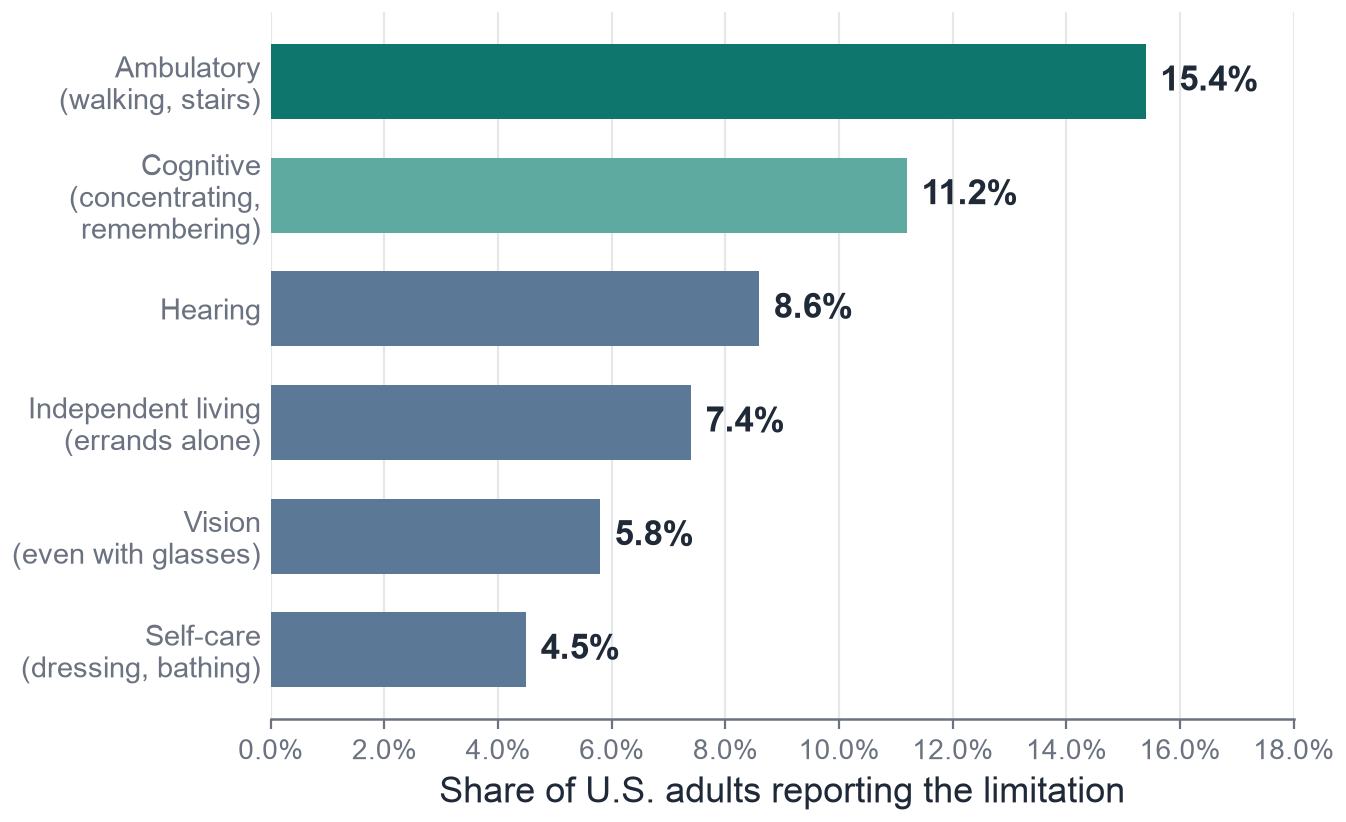 Ambulatory
(walking, stairs)
15.4%
Cognitive
(concentrating,
remembering)
11.2%
Hearing
8.6%
Independent living
(errands alone)
7.4%
Vision
(even with glasses)
5.8%
Self-care
(dressing, bathing)
4.5%
0.0% 2.0% 4.0% 6.0% 8.0% 10.0% 12.0% 14.0% 16.0% 18.0%
Share of U.S. adults reporting the limitation